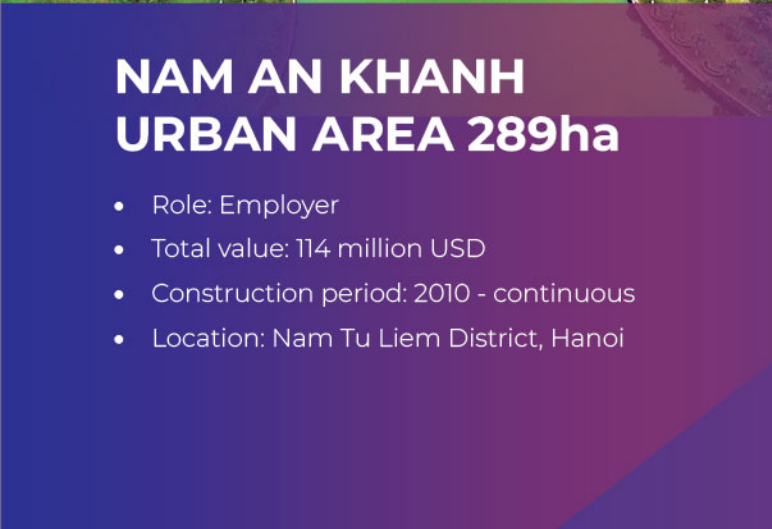 NAM AN KHANH
URBAN AREA 289ha
• Role: Employer
• Total value: 114 million USD
• Construction period: 2010 - continuous
• Location: Nam Tu Liem District, Hanoi